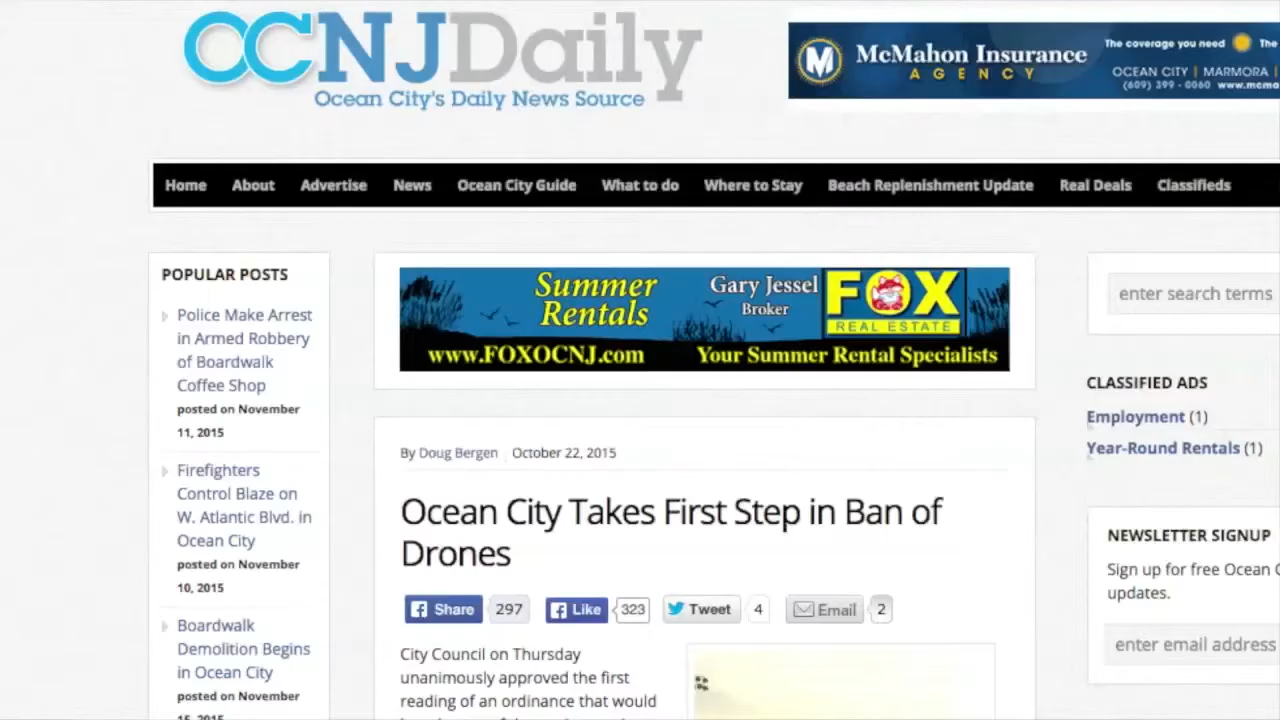 OCNJDaily
Ocean City's Daily News Source
McMahon Insurance
AGENCY
The coverage you need
The
OCEAN CITY | MARMORA |
(609) 399 - 0060 www.mcma
Home About Advertise News Ocean City Guide What to do Where to Stay Beach Replenishment Update Real Deals Classifieds
POPULAR POSTS
Police Make Arrest
in Armed Robbery
of Boardwalk
Coffee Shop
posted on November
11, 2015
Firefighters
Control Blaze on
W. Atlantic Blvd. in
Ocean City
posted on November
10, 2015
Boardwalk
Demolition Begins
in Ocean City
posted on November
Summer
Rentals
Gary Jessel
Broker
FOX
REAL ESTATE
www.FOXOCNJ.com
Your Summer Rental Specialists
By Doug Bergen October 22, 2015
Ocean City Takes First Step in Ban of
Drones
Share 297 Like 323 Tweet 4 Email 2
City Council on Thursday
unanimously approved the first
reading of an ordinance that would
enter search terms
CLASSIFIED ADS
Employment (1)
Year-Round Rentals (1)
NEWSLETTER SIGNUP
Sign up for free Ocean
updates.
enter email address